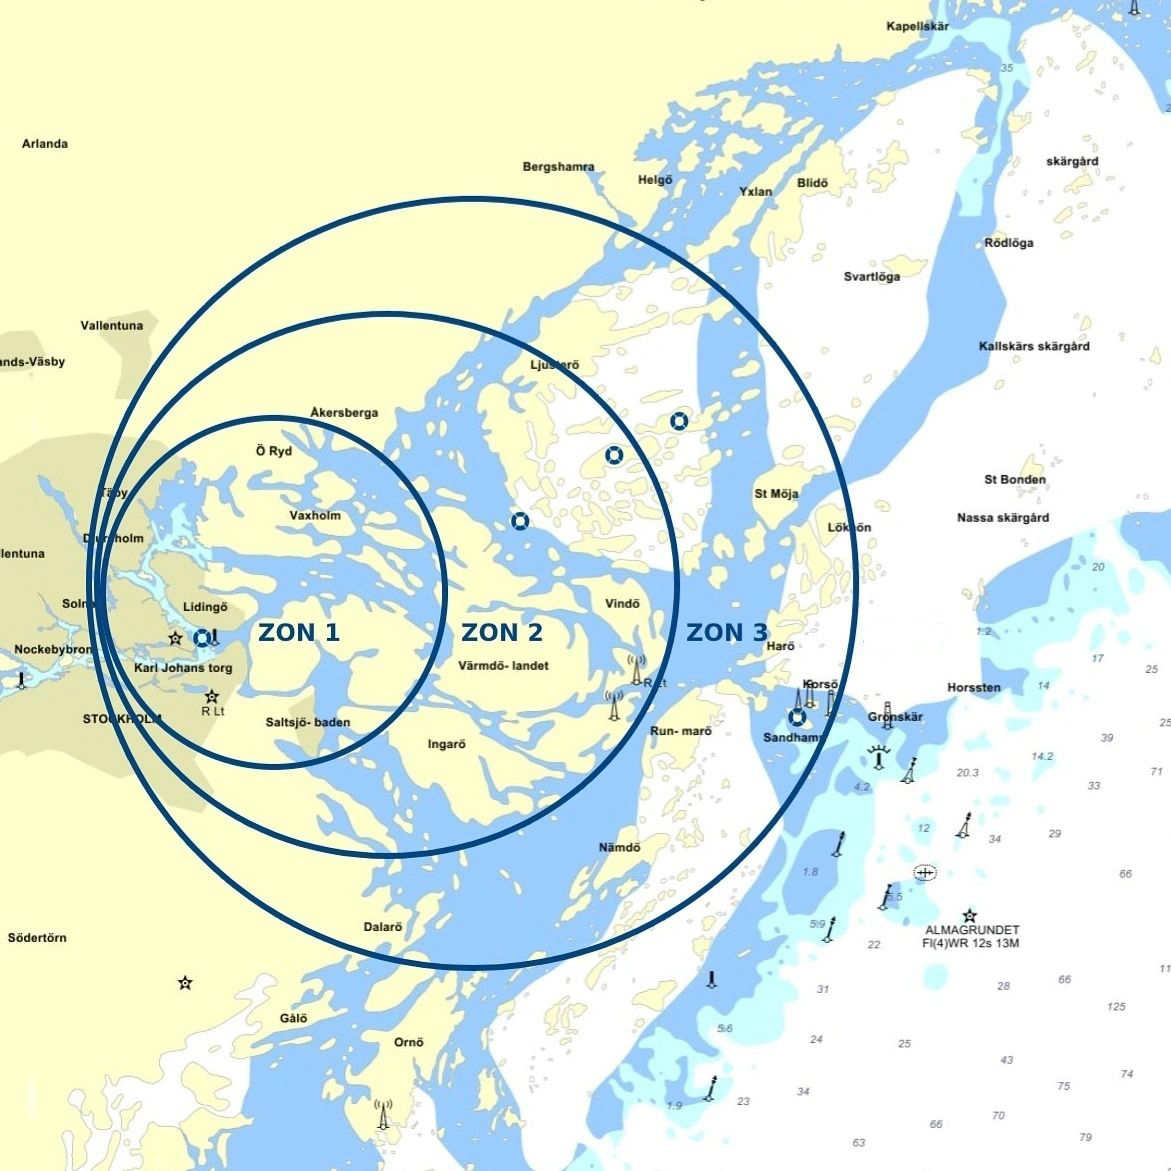 Kapellskär
35
Arlanda
skärgård
Bergshamra
Helgö
Blidö
Yxlan
Rödlöga
Svartlöga
Vallentuna
Kallskärs skärgård
ands-Väsby
Ljusterö
Åkersberga
Ö Ryd
St Bonden
Täby
St Möja
Vaxholm
Nassa skärgård
Djursholm
llentuna
20
Solna
Vindö
Lidingö
1.2
ZON 1
ZON 2
ZON 3
Nockebybron
Harö
17
25
Karl Johans torg
Värmdö- landet
R Lt
Korsö
Horssten
14
R Lt
STOCKHOLM
Saltsjö- baden
Grönskär
Run- marö
Sandhamn
39
Ingarö
14.2
20.3
71
4.2
33
12
29
34
Nämdö
1.8
66
5.5
5.9
Dalarö
ALMAGRUNDET
Fl(4)WR 12s 13M
Södertörn
22
66
31
28
125
Gålö
5.6
24
25
Ornö
43
74
75
34
23
1.9
70
66
79
63